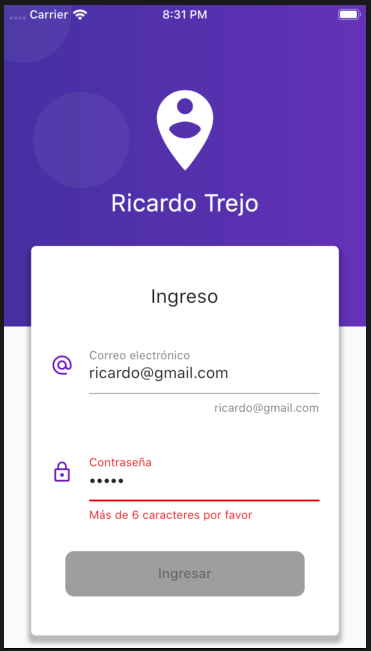 Carrier 8:31 PM
Ricardo Trejo
Ingreso
Correo electrónico
ricardo@gmail.com
ricardo@gmail.com
Contraseña
•••••
Más de 6 caracteres por favor
Ingresar